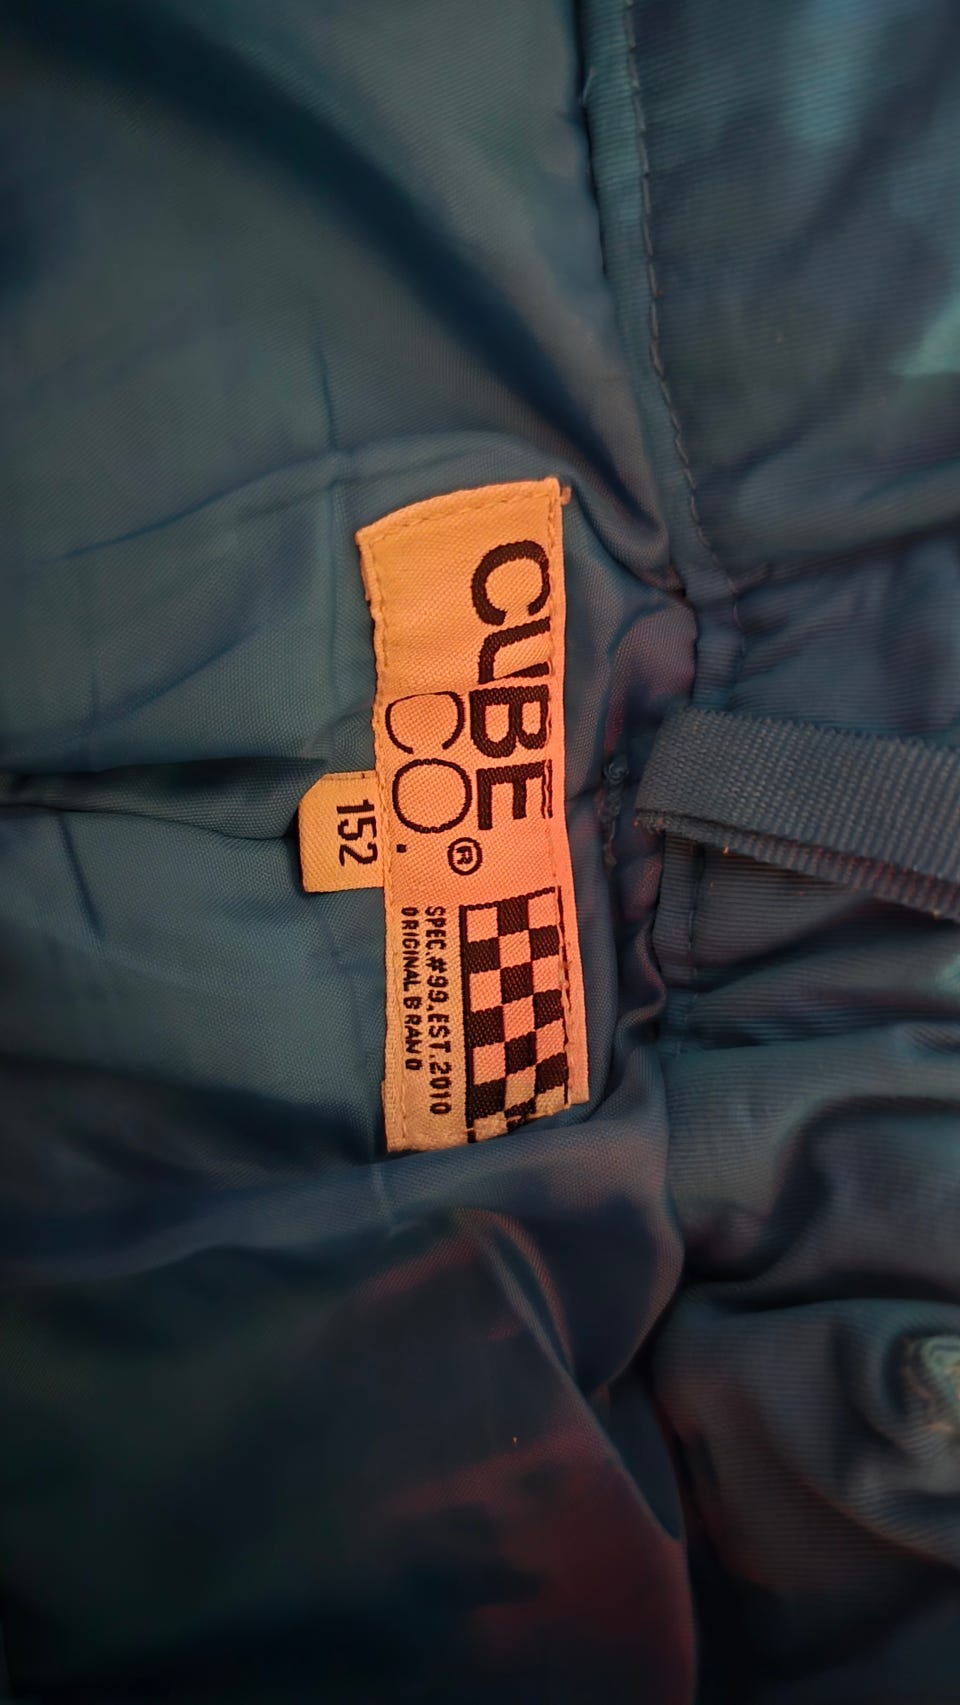 CUBE
CO.®
SPEC.#99.EST.2010
ORIGINAL BRAND
152